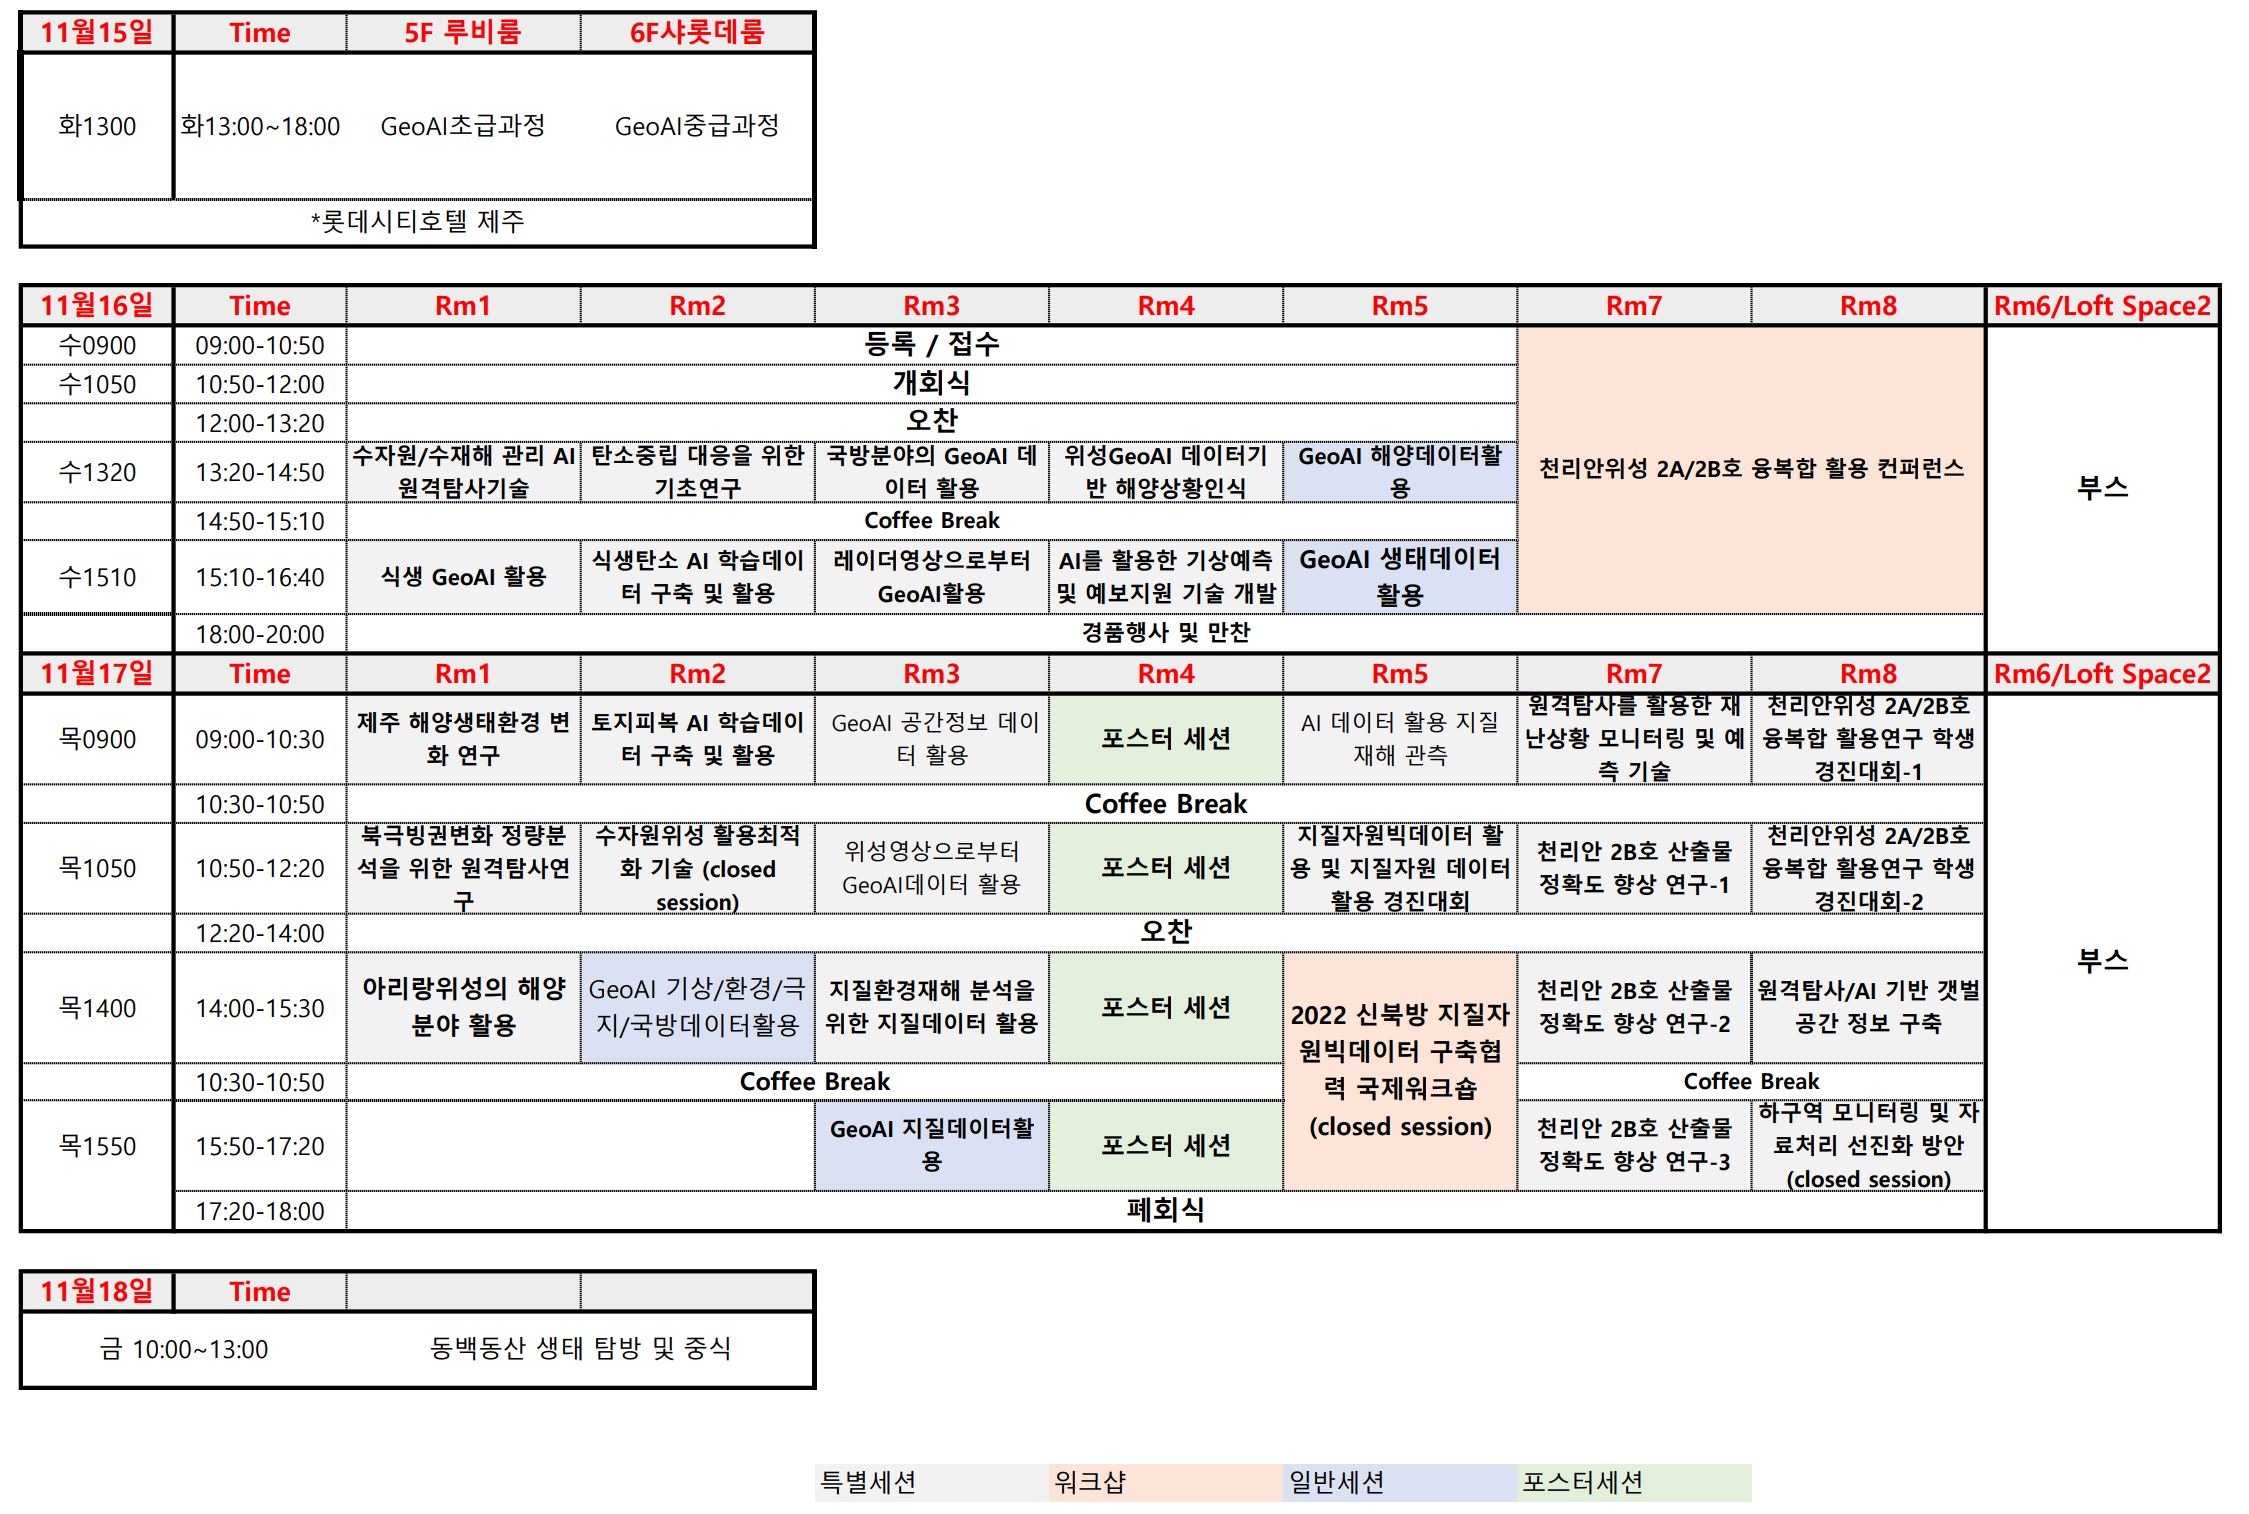 11월15일 Time 5F 루비룸 6F샤롯데룸
화1300 화13:00~18:00 GeoAI초급과정 GeoAI중급과정
*롯데시티호텔 제주
11월16일 Time Rm1 Rm2 Rm3 Rm4 Rm5 Rm7 Rm8 Rm6/Loft Space2
수0900 09:00-10:50 등록 / 접수
수1050 10:50-12:00 개회식
12:00-13:20 오찬
수1320 13:20-14:50
수자원/수재해 관리 AI
원격탐사기술
탄소중립 대응을 위한
기초연구
국방분야의 GeoAI 데
이터 활용
위성GeoAI 데이터기
반 해양상황인식
GeoAI 해양데이터활
용
천리안위성 2A/2B호 융복합 활용 컨퍼런스
부스
14:50-15:10 Coffee Break
수1510 15:10-16:40
식생 GeoAI 활용
식생탄소 AI 학습데이
터 구축 및 활용
레이더영상으로부터
GeoAI활용
AI를 활용한 기상예측
및 예보지원 기술 개발
GeoAI 생태데이터
활용
18:00-20:00 경품행사 및 만찬
11월17일 Time Rm1 Rm2 Rm3 Rm4 Rm5 Rm7 Rm8 Rm6/Loft Space2
목0900 09:00-10:30
제주 해양생태환경 변
화 연구
토지피복 AI 학습데이
터 구축 및 활용
GeoAI 공간정보 데이
터 활용
포스터 세션
AI 데이터 활용 지질
재해 관측
원격탐사를 활용한 재
난상황 모니터링 및 예
측 기술
천리안위성 2A/2B호
융복합 활용연구 학생
경진대회-1
10:30-10:50 Coffee Break
목1050 10:50-12:20
북극빙권변화 정량분
석을 위한 원격탐사연
구
수자원위성 활용최적
화 기술 (closed
session)
위성영상으로부터
GeoAI데이터 활용
포스터 세션
지질자원빅데이터 활
용 및 지질자원 데이터
활용 경진대회
천리안 2B호 산출물
정확도 향상 연구-1
천리안위성 2A/2B호
융복합 활용연구 학생
경진대회-2
12:20-14:00 오찬
부스
목1400 14:00-15:30
아리랑위성의 해양
분야 활용
GeoAI 기상/환경/극
지/국방데이터활용
지질환경재해 분석을
위한 지질데이터 활용
포스터 세션
2022 신북방 지질자
원빅데이터 구축협
력 국제워크숍
(closed session)
천리안 2B호 산출물
정확도 향상 연구-2
원격탐사/AI 기반 갯벌
공간 정보 구축
10:30-10:50 Coffee Break Coffee Break
목1550 15:50-17:20
GeoAI 지질데이터활
용
포스터 세션
천리안 2B호 산출물
정확도 향상 연구-3
하구역 모니터링 및 자
료처리 선진화 방안
(closed session)
17:20-18:00 폐회식
11월18일 Time
금 10:00~13:00 동백동산 생태 탐방 및 중식
특별세션 워크샵 일반세션 포스터세션